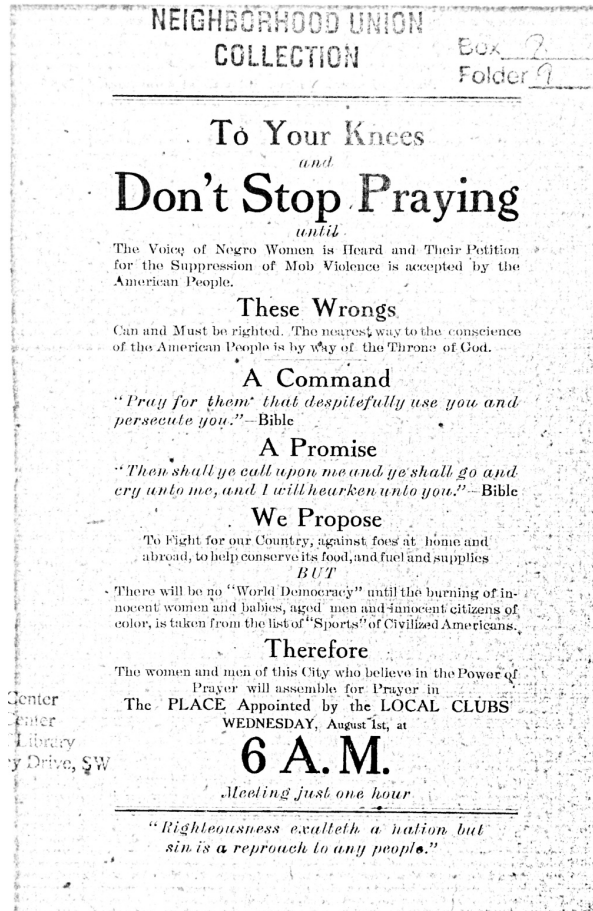 NEIGHBORHOOD UNION
COLLECTION
Box 2
Folder 9
To Your Knees
and
Don't Stop Praying
until
The Voice of Negro Women is Heard and Their Petition
for the Suppression of Mob Violence is accepted by the
American People.
These Wrongs
Can and Must be righted. The nearest way to the conscience
of the American People is by way of the Throne of God.
A Command
"Pray for them that despitefully use you and
persecute you."—Bible
A Promise
"Then shall ye call upon me and ye shall go and
cry unto me, and I will hearken unto you."—Bible
We Propose
To Fight for our Country, against foes at home and
abroad, to help conserve its food, and fuel and supplies
BUT
There will be no "World Democracy" until the burning of in-
nocent women and babies, aged men and innocent citizens of
color, is taken from the list of "Sports" of Civilized Americans.
Therefore
The women and men of this City who believe in the Power of
Prayer will assemble for Prayer in
The PLACE Appointed by the LOCAL CLUBS
WEDNESDAY, August 1st, at
6 A. M.
Meeting just one hour
"Righteousness exalteth a nation but
sin is a reproach to any people."
Center
Center
Library
y Drive, SW